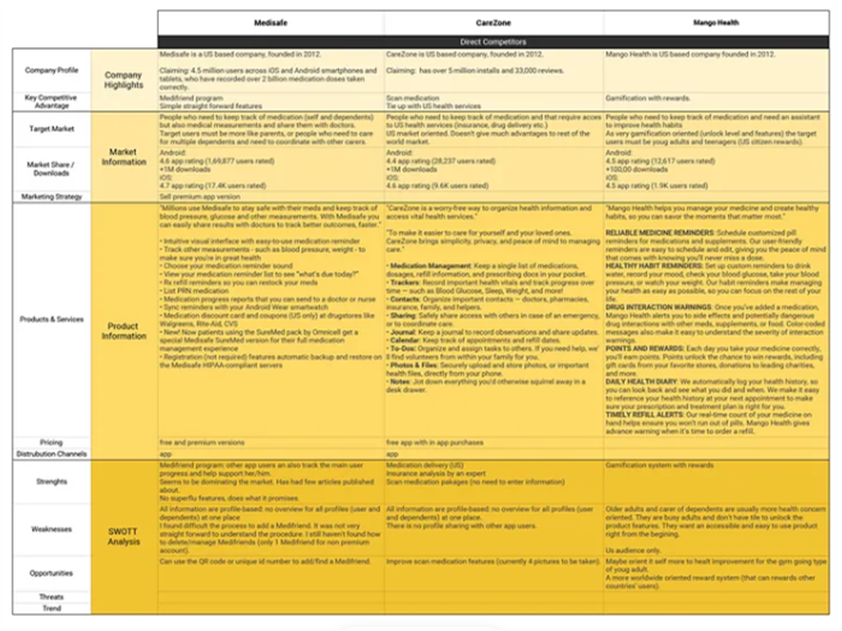 Medisafe CareZone Mango Health
Direct Competitors
Company Profile
Company Highlights
Medisafe is a US based company, founded in 2012.
Claiming: 4.5 million users across iOS and Android smartphones and
tablets, who have recorded over 2 billion medication doses taken
correctly.
CareZone is US based company, founded in 2012.
Claiming: has over 5 million installs and 33,000 reviews.
Mango Health is US based company founded in 2012.
Key Competitive
Advantage
Medifriend program
Simple straight forward features
Scan medication
Tie up with US health services
Gamification with rewards.
Target Market
Market Information
People who need to keep track of medication (self and dependents)
but also medical measurements and share them with doctors.
Target users must be more like parents, or people who need to care
for multiple dependents and need to coordinate with other carers.
People who need to keep track of medication and that require acces
to US health services (insurance, drug delivery etc.)
US market oriented. Doesn't give much advantages to rest of the
world market.
People who need to keep track of medication and need an assistant
to improve health habits
As very gamification oriented (unlock level and features) the target
users must be youg adults and teenagers (US citizen rewards).
Market Share /
Downloads
Android:
4.6 app rating (1,69,877 users rated)
+1M downloads
iOS:
4.7 app rating (17.4K users rated)
Android:
4.4 app rating (28,237 users rated)
+1M downloads
iOS:
4.6 app rating (9.6K users rated)
Android:
4.5 app rating (12,617 users rated)
+100,00 downloads
iOS:
4.5 app rating (1.9K users rated)
Marketing Strategy
Sell premium app version
Products & Services
Product Information
"Millions use Medisafe to stay safe with their meds and keep track of
blood pressure, glucose and other measurements. With Medisafe you
can easily share results with doctors to track better outcomes, faster."
• Intuitive visual interface with easy-to-use medication reminder
• Track other measurements - such as blood pressure, weight - to
make sure you're in great health
• Choose your medication reminder sound
• View your medication reminder list to see "what's due today?"
• Rx refill reminders so you can restock your meds
• List PRN medication
• Medication progress reports that you can send to a doctor or nurse
• Sync reminders with your Android Wear smartwatch
• Medication discount card and coupons (US only) at drugstores like
Walgreens, Rite-Aid, CVS
• New! Now patients using the SureMed pack by Omnicell get a
special Medisafe SureMed version for their full medication
management experience
• Registration (not required) features automatic backup and restore on
the Medisafe HIPAA-compliant servers
"CareZone is a worry-free way to organize health information and
access vital health services."
"To make it easier to care for yourself and your loved ones.
CareZone brings simplicity, privacy, and peace of mind to managing
care."
• Medication Management: Keep a single list of medications,
dosages, refill information, and prescribing docs in your pocket.
• Trackers: Record important health vitals and tracking progress over
time — such as Blood Glucose, Sleep, Weight, and more!
• Contacts: Organize important contacts — doctors, pharmacies,
insurance, family, and helpers.
• Sharing: Safely share access with others in case of an emergency,
or to coordinate care.
• Journal: Keep a journal to record observations and share updates.
• Calendar: Keep track of appointments and refill dates.
• To-Dos: Organize and assign tasks to others. If you need help, we'
ll find volunteers from within your family for you.
• Photos & Files: Securely upload and store photos, or important
health files, directly from your phone.
• Notes: Jot down everything you'd otherwise squirrel away in a
desk drawer.
"Mango Health helps you manage your medicine and create healthy
habits, so you can savor the moments that matter most."
RELIABLE MEDICINE REMINDERS: Schedule customized pill
reminders for medications and supplements. Our user-friendly
reminders are easy to schedule and edit, giving you the peace of mind
that comes with knowing you'll never miss a dose.
HEALTHY HABIT REMINDERS: Set up custom reminders to drink
water, record your mood, check your blood glucose, take your blood
pressure, or watch your weight. Our habit reminders make managing
your health as easy as possible, so you can focus on the rest of your
life.
DRUG INTERACTION WARNINGS: Once you've added a medication,
Mango Health alerts you to side effects and potentially dangerous
drug interactions with other meds, supplements, or food. Color-coded
messages also make it easy to understand the severity of interaction
warnings.
POINTS AND REWARDS: Each day you take your medicine correctly,
you'll earn points. Points unlock the chance to win rewards, including
gift cards from your favorite stores, donations to leading charities,
and more.
DAILY HEALTH DIARY: We automatically log your health history, so
you can look back and see what you did and when. We make it easy
to reference your health history at your next appointment to make
sure your prescription and treatment plan is right for you.
TIMELY REFILL ALERTS: Our real-time count of your medicine on
hand helps ensure you won't run out of pills. Mango Health gives
advance warning when it's time to order a refill.
Pricing
free and premium versions
free app with in app purchases
Distrubution Channels
app
app
Strenghts
SWOTT Analysis
Medifriend program: other app users an also track the main user
progress and help support her/him.
Seems to be dominating the market. Has had few articles published
about.
No superflu features, does what it promises
Medication delivery (US)
Insurance analysis by an expert
Scan medication pakages (no need to enter information)
Gamification system with rewards
Weaknesses
All information are profile-based: no overview for all profiles (user and
dependents) at one place
I found difficult the process to add a Medifriend. It was not very
straight forward to understand the procedure. I still haven't found how
to delete/manage Medifriends (only 1 Medifriend for non premium
account).
All information are profile-based: no overview for all profiles (user
and dependents) at one place.
There is no profile sharing with other app users.
Older adults and carer of dependents are usually more health concern
oriented. They are busy adults and don't have tile to unlock the
product features. They want an accessible and easy to use product
right from the begining.
Us audience only.
Opportunities
Can use the QR code or unique id number to add/find a Medifriend.
Improve scan medication features (currently 4 pictures to be taken).
Maybe orient it self more to healt improvement for the gym going type
of youg adult.
A more worldwide oriented reward system (that can rewards other
countries' users).
Threats
Trend